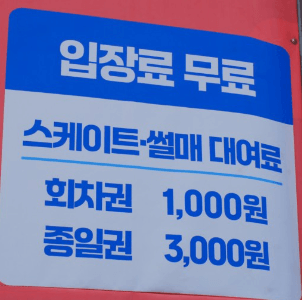 입장료 무료
스케이트·썰매 대여료
회차권 1,000원
종일권 3,000원